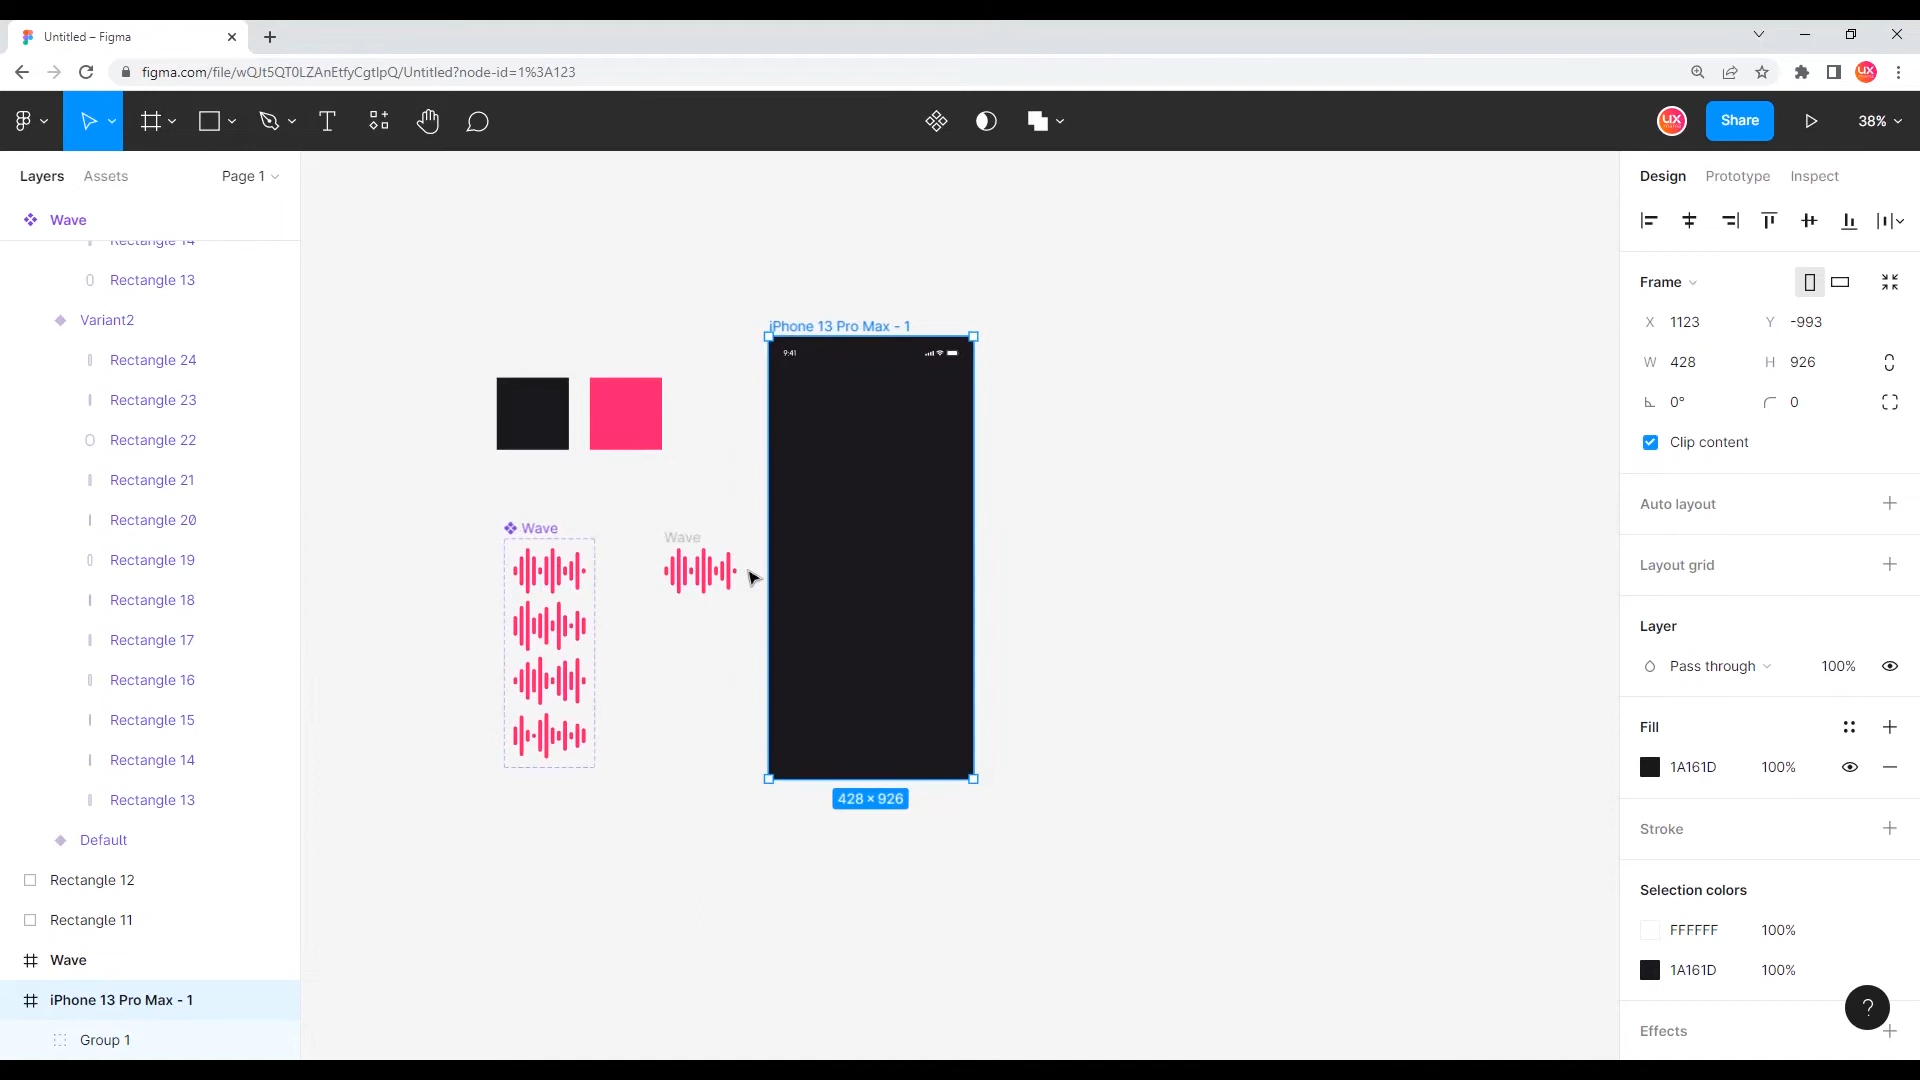 Untitled – Figma
figma.com/file/wQJt5QT0LZAnEtfyCgtlpQ/Untitled?node-id=1%3A123
UX
UX
Share
38%
Layers Assets Page 1
Wave
Rectangle 14
Rectangle 13
Variant2
Rectangle 24
Rectangle 23
Rectangle 22
Rectangle 21
Rectangle 20
Rectangle 19
Rectangle 18
Rectangle 17
Rectangle 16
Rectangle 15
Rectangle 14
Rectangle 13
Default
Rectangle 12
Rectangle 11
Wave
iPhone 13 Pro Max - 1
Group 1
iPhone 13 Pro Max - 1
9:41
Wave
Wave
428 × 926
Design Prototype Inspect
Frame
X 1123 Y -993
W 428 H 926
0° 0
Clip content
Auto layout
Layout grid
Layer
Pass through 100%
Fill
1A161D 100%
Stroke
Selection colors
FFFFFF 100%
1A161D 100%
?
Effects